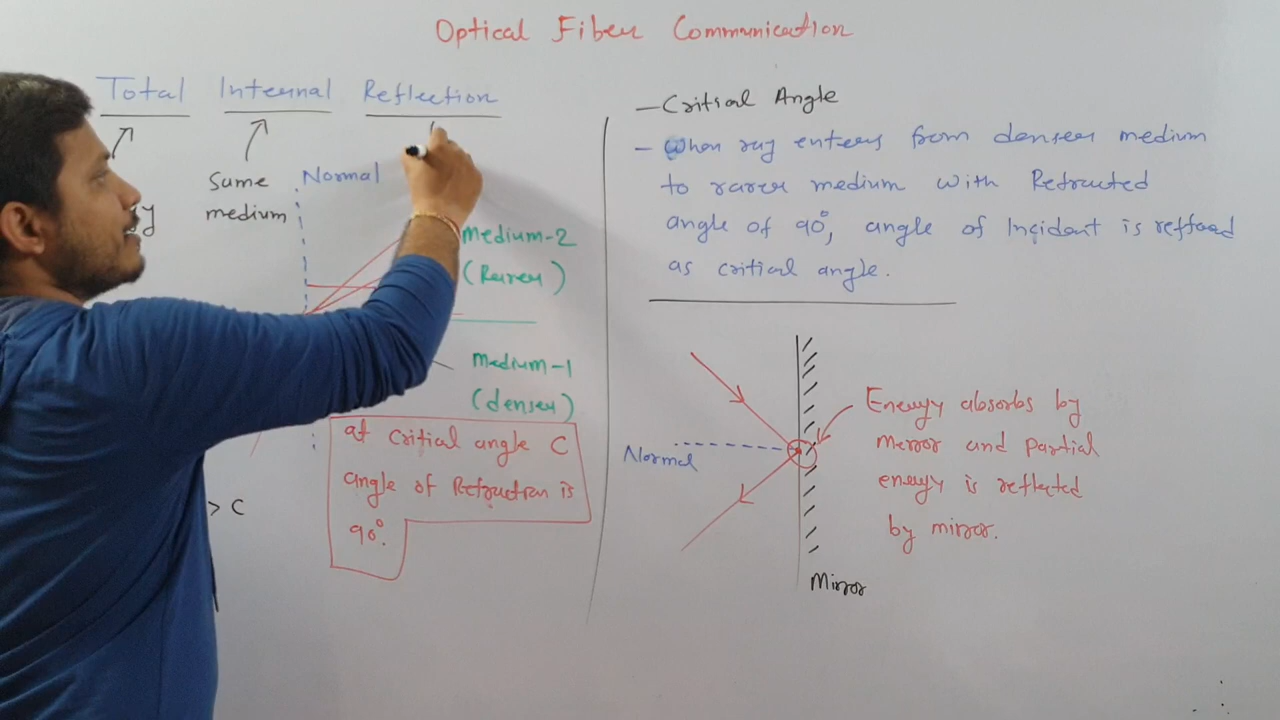 Optical Fiber Communication
Total Internal Reflection
Same
medium
Normal
medium-2
(Rarer)
medium-1
(denser)
at critial angle C
angle of Refraction is
90°.
> C
- Critial Angle
- When ray enters from denser medium
to rarer medium with Refracted
angle of 90°, angle of Incident is reffered
as critial angle.
Normal
Energy absorbs by
mirror and partial
energy is reflected
by mirror.
Mirror